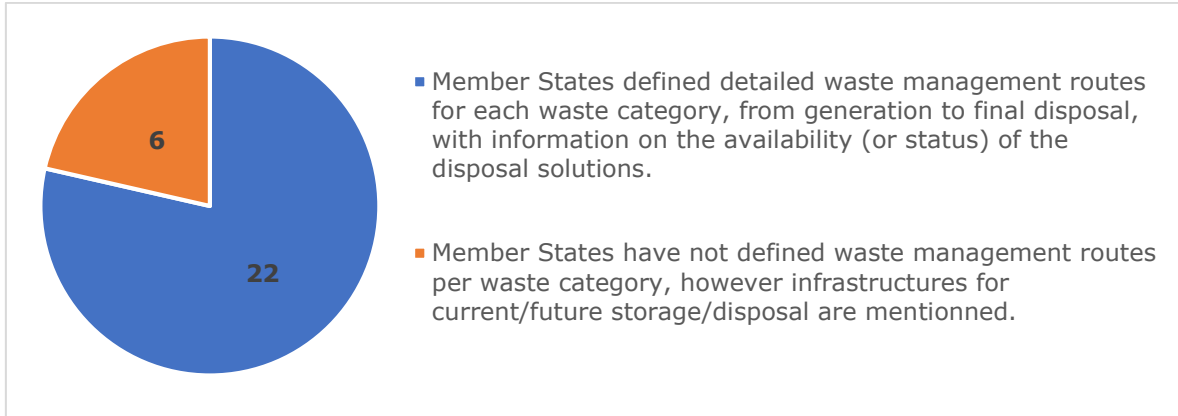 6
22
Member States defined detailed waste management routes
for each waste category, from generation to final disposal,
with information on the availability (or status) of the
disposal solutions.
Member States have not defined waste management routes
per waste category, however infrastructures for
current/future storage/disposal are mentionned.